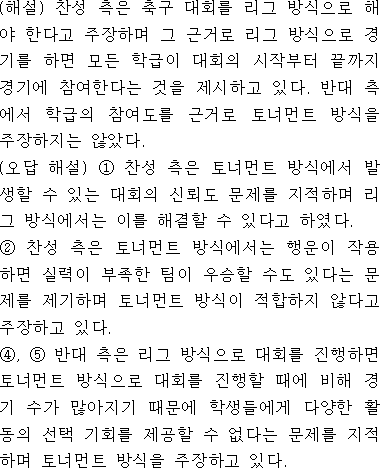 (해설) 찬성 측은 축구 대회를 리그 방식으로 해
야 한다고 주장하며 그 근거로 리그 방식으로 경
기를 하면 모든 학급이 대회의 시작부터 끝까지
경기에 참여한다는 것을 제시하고 있다. 반대 측
에서 학급의 참여도를 근거로 토너먼트 방식을
주장하지는 않았다.
(오답 해설) ① 찬성 측은 토너먼트 방식에서 발
생할 수 있는 대회의 신뢰도 문제를 지적하며 리
그 방식에서는 이를 해결할 수 있다고 하였다.
② 찬성 측은 토너먼트 방식에서는 행운이 작용
하면 실력이 부족한 팀이 우승할 수도 있다는 문
제를 제기하며 토너먼트 방식이 적합하지 않다고
주장하고 있다.
④, ⑤ 반대 측은 리그 방식으로 대회를 진행하면
토너먼트 방식으로 대회를 진행할 때에 비해 경
기 수가 많아지기 때문에 학생들에게 다양한 활
동의 선택 기회를 제공할 수 없다는 문제를 지적
하며 토너먼트 방식을 주장하고 있다.